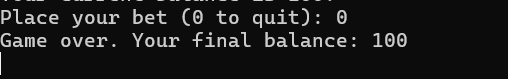 Place your bet (0 to quit): 0
Game over. Your final balance: 100